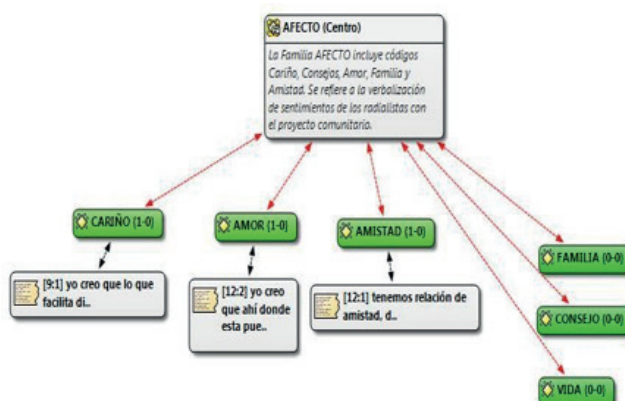 AFECTO (Centro)
La Familia AFECTO incluye códigos
Cariño, Consejos, Amor, Familia y
Amistad. Se refiere a la verbalización
de sentimientos de los radialistas con
el proyecto comunitario.
CARIÑO (1-0)
AMOR (1-0)
AMISTAD (1-0)
FAMILIA (0-0)
CONSEJO (0-0)
VIDA (0-0)
[9:1] yo creo que lo que
facilita di..
[12:2] yo creo
que ahí donde
esta pue..
[12:1] tenemos relación de
amistad, d..